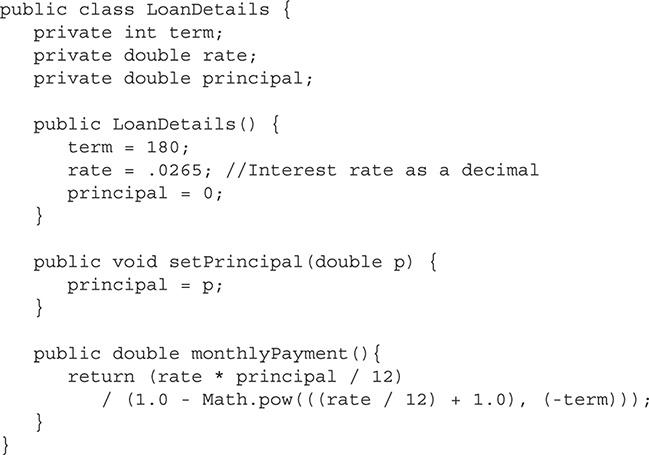 public class LoanDetails {
   private int term;
   private double rate;
   private double principal;

   public LoanDetails() {
      term = 180;
      rate = .0265; //Interest rate as a decimal
      principal = 0;
   }

   public void setPrincipal(double p) {
      principal = p;
   }

   public double monthlyPayment(){
      return (rate * principal / 12)
         / (1.0 - Math.pow(((rate / 12) + 1.0), (-term)));
   }
}